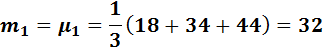 m₁ = μ₁ = 1/3 (18 + 34 + 44) = 32